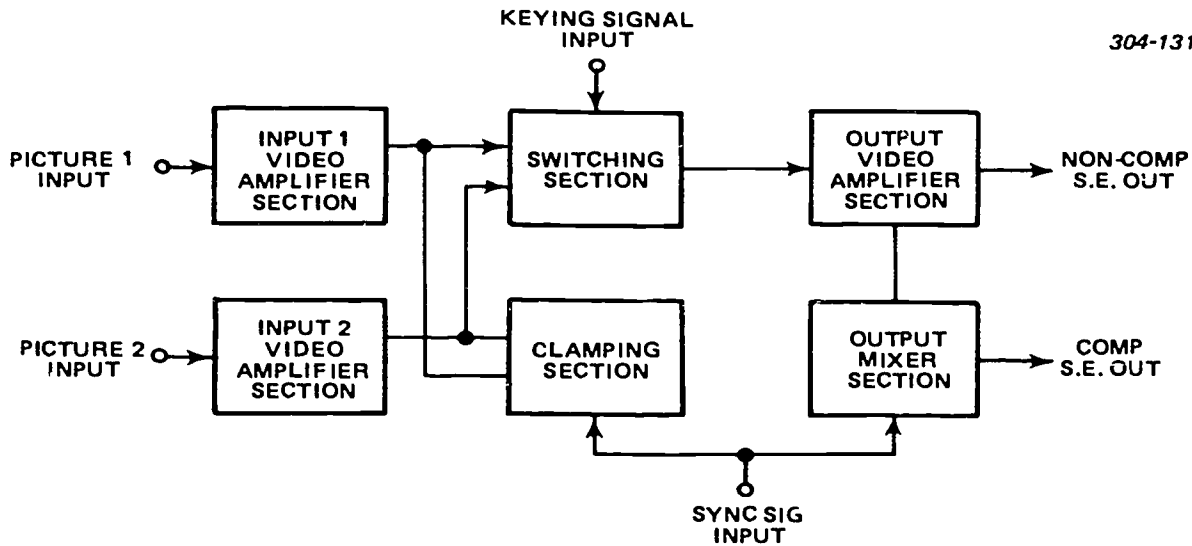 KEYING SIGNAL
INPUT
304-131
PICTURE 1
INPUT
INPUT 1
VIDEO
AMPLIFIER
SECTION
SWITCHING
SECTION
OUTPUT
VIDEO
AMPLIFIER
SECTION
NON-COMP
S.E. OUT
PICTURE 2
INPUT
INPUT 2
VIDEO
AMPLIFIER
SECTION
CLAMPING
SECTION
OUTPUT
MIXER
SECTION
COMP
S.E. OUT
SYNC SIG
INPUT